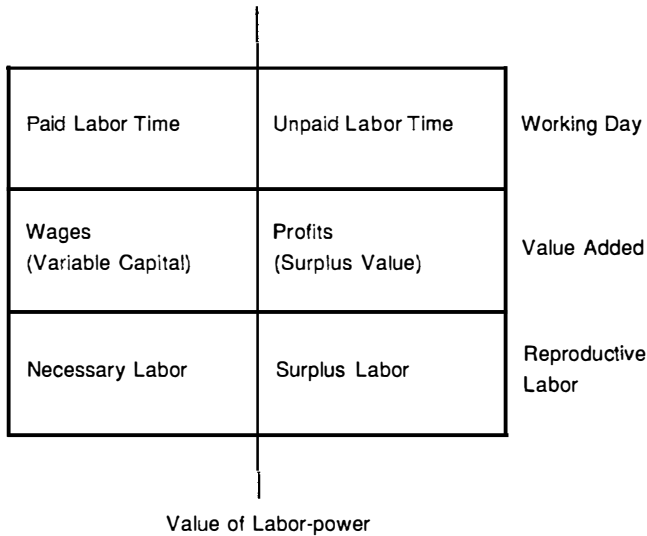 Paid Labor Time
Unpaid Labor Time
Working Day
Wages
(Variable Capital)
Profits
(Surplus Value)
Value Added
Necessary Labor
Surplus Labor
Reproductive
Labor
Value of Labor-power